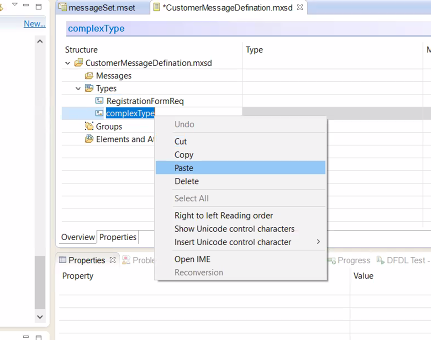 messageSet.mset
*CustomerMessageDefination.mxsd
New...
complexType
Structure
Type
M
CustomerMessageDefination.mxsd
Messages
Types
RegistrationFormReq
complexType
Groups
Elements and At
Undo
Cut
Copy
Paste
Delete
Select All
Right to left Reading order
Show Unicode control characters
Insert Unicode control character
Open IME
Reconversion
Overview
Properties
Properties
Proble
Progress
DFDL Test -
Property
Value